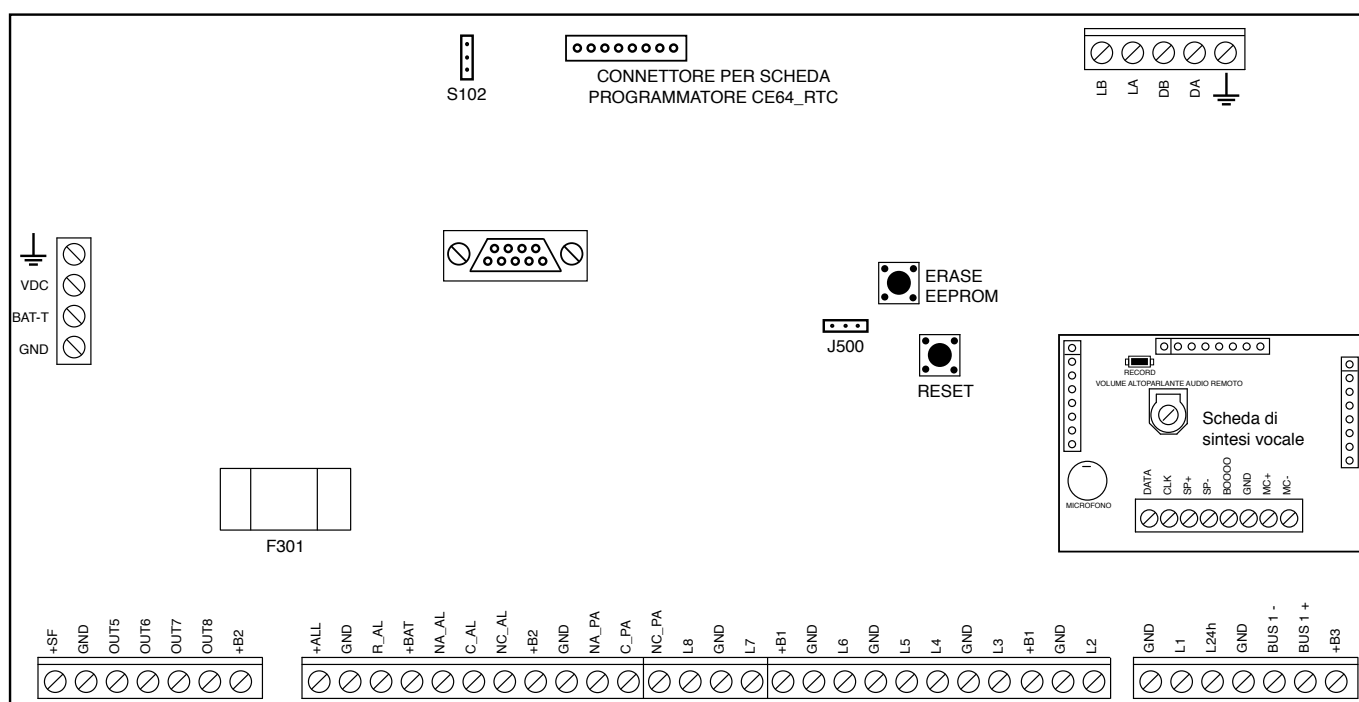 S102
CONNETTORE PER SCHEDA
PROGRAMMATORE CE64_RTC
LB
LA
DB
DA
VDC
BAT-T
GND
ERASE
EEPROM
J500
RESET
RECORD
VOLUME ALTOPARLANTE AUDIO REMOTO
Scheda di
sintesi vocale
MICROFONO
DATA
CLK
SP+
SP-
BOOOO
GND
MC+
MC-
F301
+SF
GND
OUT5
OUT6
OUT7
OUT8
+B2
+ALL
GND
R_AL
+BAT
NA_AL
C_AL
NC_AL
+B2
GND
NA_PA
C_PA
NC_PA
L8
GND
L7
+B1
GND
L6
GND
L5
L4
GND
L3
+B1
GND
L2
GND
L1
L24h
GND
BUS 1 -
BUS 1 +
+B3